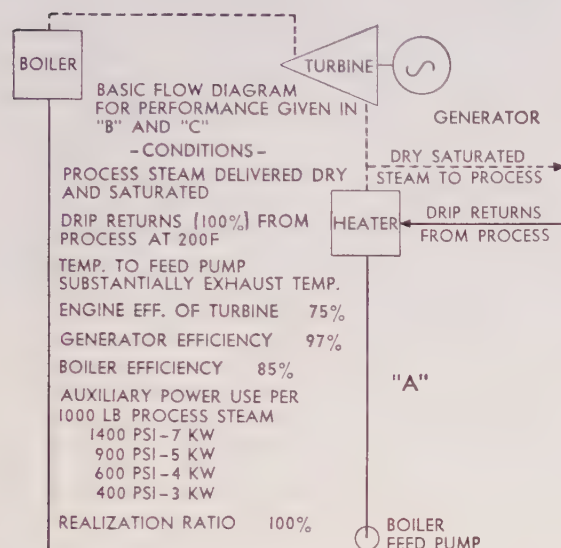 BOILER
TURBINE
BASIC FLOW DIAGRAM
FOR PERFORMANCE GIVEN IN
"B" AND "C"
GENERATOR
-CONDITIONS-
PROCESS STEAM DELIVERED DRY
AND SATURATED
DRY SATURATED
STEAM TO PROCESS
DRIP RETURNS (100%) FROM
PROCESS AT 200F
HEATER
DRIP RETURNS
FROM PROCESS
TEMP. TO FEED PUMP
SUBSTANTIALLY EXHAUST TEMP.
ENGINE EFF. OF TURBINE 75%
GENERATOR EFFICIENCY 97%
BOILER EFFICIENCY 85%
"A"
AUXILIARY POWER USE PER
1000 LB PROCESS STEAM
1400 PSI-7 KW
900 PSI-5 KW
600 PSI-4 KW
400 PSI-3 KW
REALIZATION RATIO 100%
BOILER
FEED PUMP